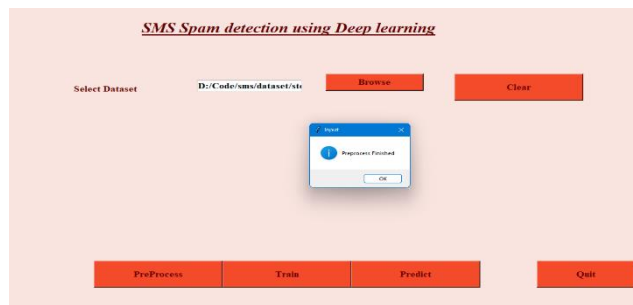 SMS Spam detection using Deep learning
Select Dataset
D:/Code/sms/dataset/ste
Browse
Clear
Preprocess Finished
OK
PreProcess
Train
Predict
Quit